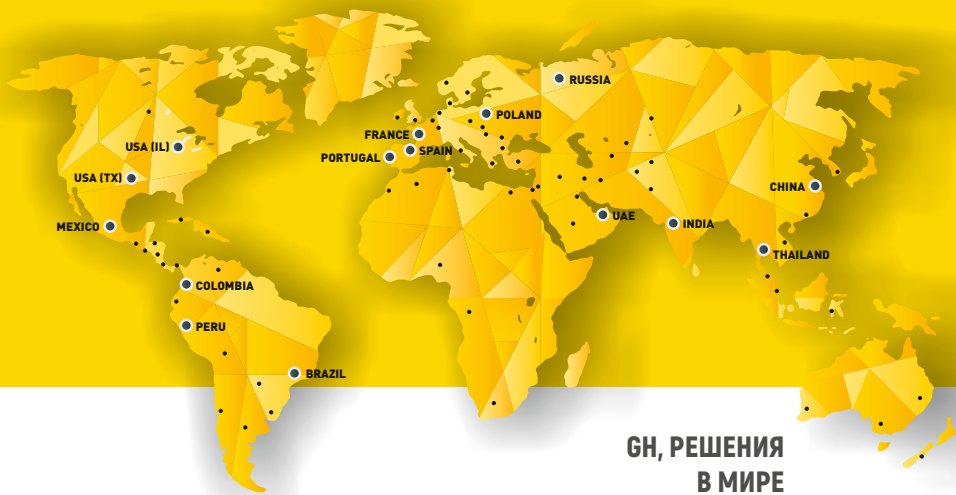 RUSSIA
POLAND
FRANCE
USA (IL)
SPAIN
PORTUGAL
USA (TX)
CHINA
UAE
INDIA
MEXICO
THAILAND
COLOMBIA
PERU
BRAZIL
GH, РЕШЕНИЯ
В МИРЕ